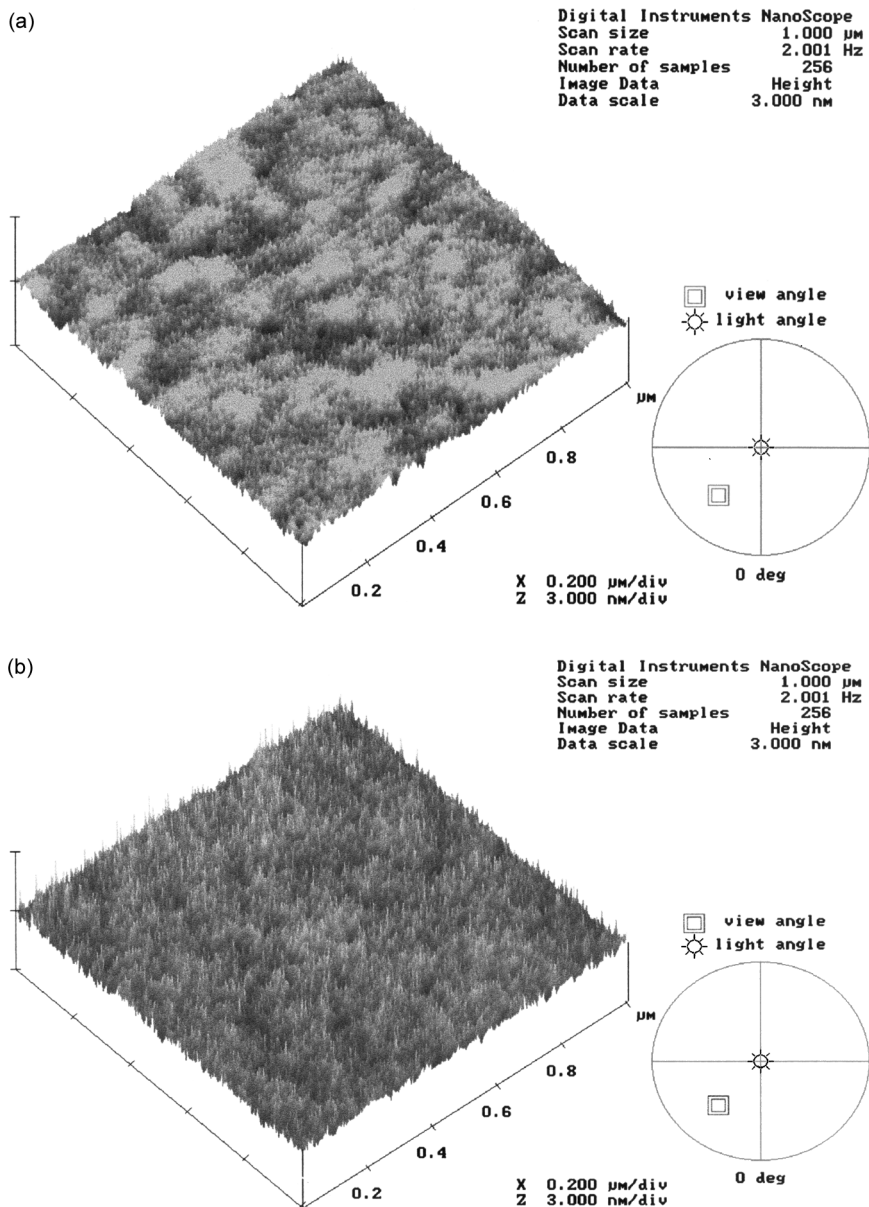 (a)
Digital Instruments NanoScope
Scan size 1.000 µm
Scan rate 2.001 Hz
Number of samples 256
Image Data Height
Data scale 3.000 nm
view angle
light angle
µm
0.8
0.6
0.4
0.2
X 0.200 µm/div
Z 3.000 nm/div
0 deg
(b)
Digital Instruments NanoScope
Scan size 1.000 µm
Scan rate 2.001 Hz
Number of samples 256
Image Data Height
Data scale 3.000 nm
view angle
light angle
µm
0.8
0.6
0.4
0.2
X 0.200 µm/div
Z 3.000 nm/div
0 deg